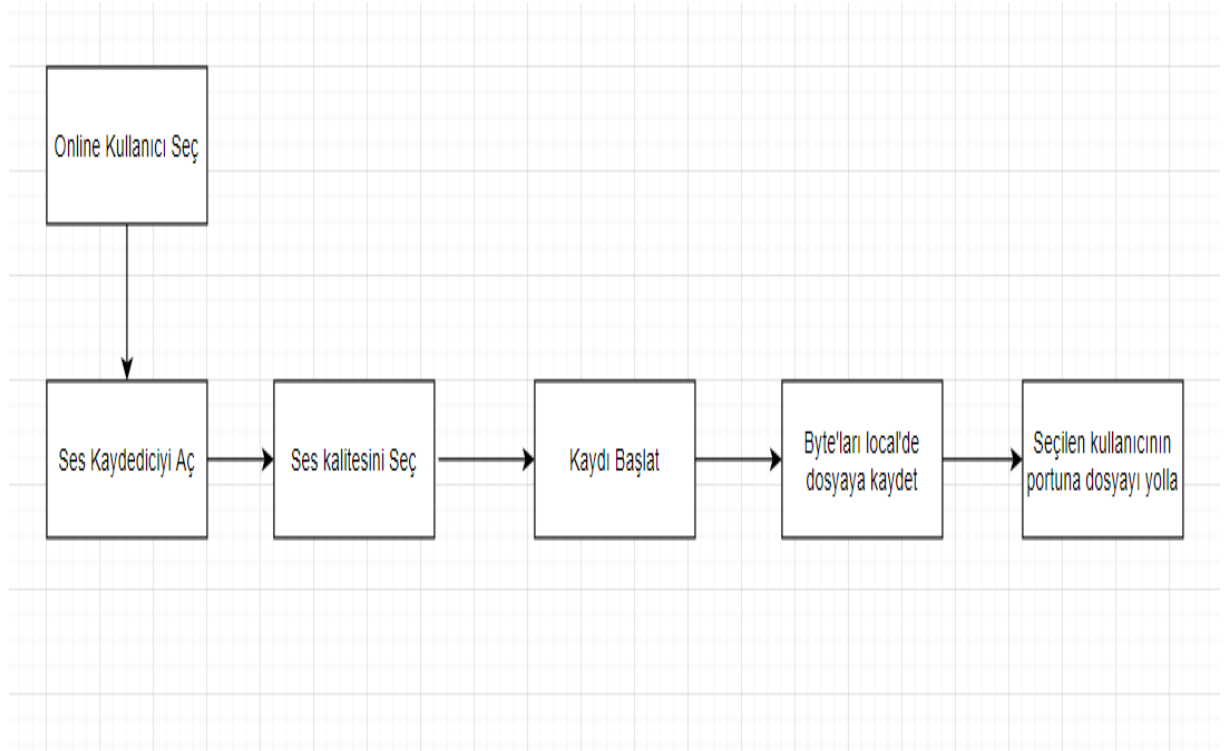 Online Kullanıcı Seç
Ses Kaydediciyi Aç
Ses kalitesini Seç
Kaydı Başlat
Byte'ları local'de
dosyaya kaydet
Seçilen kullanıcının
portuna dosyayı yolla